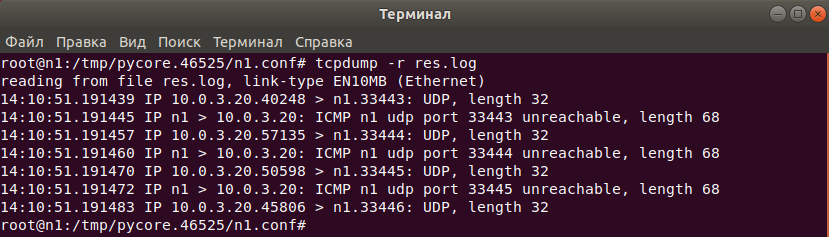 Терминал
Файл Правка Вид Поиск Терминал Справка
root@n1:/tmp/pycore.46525/n1.conf# tcpdump -r res.log
reading from file res.log, link-type EN10MB (Ethernet)
14:10:51.191439 IP 10.0.3.20.40248 > n1.33443: UDP, length 32
14:10:51.191445 IP n1 > 10.0.3.20: ICMP n1 udp port 33443 unreachable, length 68
14:10:51.191457 IP 10.0.3.20.57135 > n1.33444: UDP, length 32
14:10:51.191460 IP n1 > 10.0.3.20: ICMP n1 udp port 33444 unreachable, length 68
14:10:51.191470 IP 10.0.3.20.50598 > n1.33445: UDP, length 32
14:10:51.191472 IP n1 > 10.0.3.20: ICMP n1 udp port 33445 unreachable, length 68
14:10:51.191483 IP 10.0.3.20.45806 > n1.33446: UDP, length 32
root@n1:/tmp/pycore.46525/n1.conf#